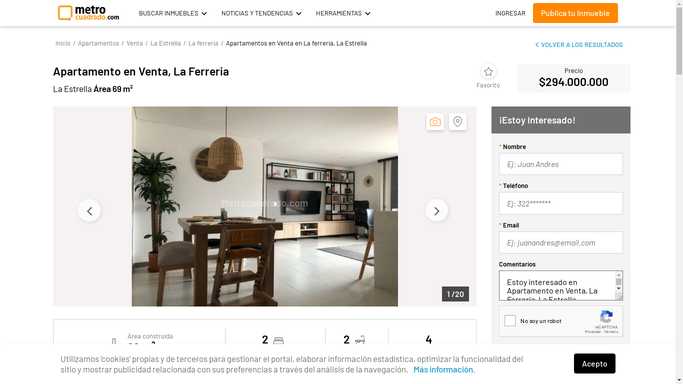 metro
cuadrado.com
BUSCAR INMUEBLES
NOTICIAS Y TENDENCIAS
HERRAMIENTAS
INGRESAR
Publica tu Inmueble
Inicio / Apartamentos / Venta / La Estrella / La ferreria / Apartamentos en Venta en La ferreria, La Estrella
VOLVER A LOS RESULTADOS
Apartamento en Venta, La Ferreria
La Estrella Área 69 m²
Favorito
Precio
$294.000.000
Metrocuadrado.com
1 / 20
¡Estoy Interesado!
* Nombre
Ej: Juan Andres
* Teléfono
Ej: 322*******
* Email
Ej: juanandres@email.com
Comentarios
Estoy interesado en
Apartamento en Venta, La
Ferreria, La Estrella
No soy un robot
reCAPTCHA
Privacidad - Términos
Área construida
2
2
4
Utilizamos 'cookies' propias y de terceros para gestionar el portal, elaborar información estadística, optimizar la funcionalidad del
sitio y mostrar publicidad relacionada con sus preferencias a través del análisis de la navegación. Más información.
Acepto